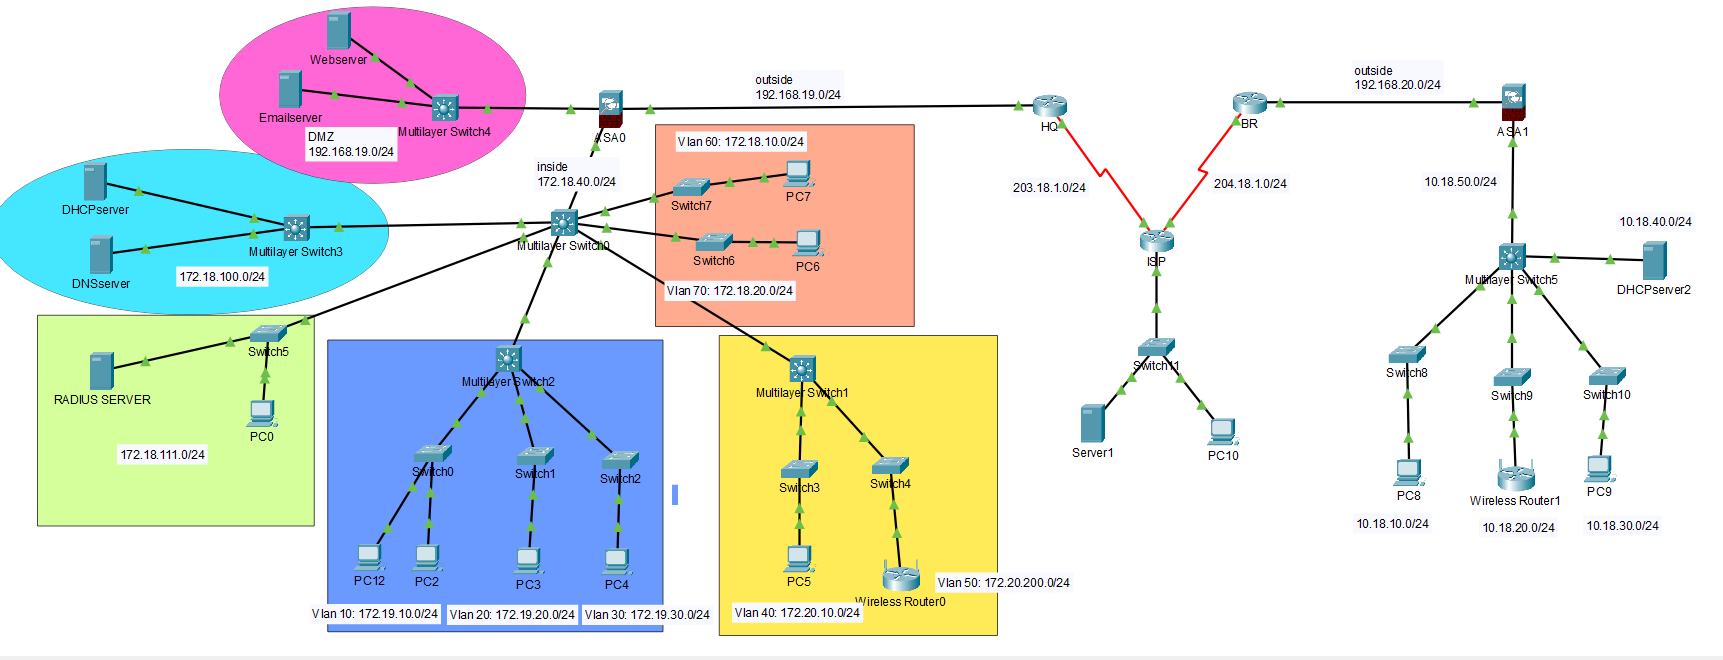 Webserver
Emailserver
Multilayer Switch4
DMZ
192.168.19.0/24
ASA0
outside
192.168.19.0/24
HQ
BR
outside
192.168.20.0/24
ASA1
DHCPserver
DNSserver
Multilayer Switch3
172.18.100.0/24
inside
172.18.40.0/24
Multilayer Switch0
Vlan 60: 172.18.10.0/24
Switch7
PC7
Switch6
PC6
Vlan 70: 172.18.20.0/24
203.18.1.0/24
204.18.1.0/24
ISP
10.18.50.0/24
10.18.40.0/24
Multilayer Switch5
DHCPserver2
Switch5
RADIUS SERVER
PC0
172.18.111.0/24
Multilayer Switch2
Switch0
Switch1
Switch2
PC12
PC2
PC3
PC4
Vlan 10: 172.19.10.0/24
Vlan 20: 172.19.20.0/24
Vlan 30: 172.19.30.0/24
Multilayer Switch1
Switch3
Switch4
PC5
Wireless Router0
Vlan 40: 172.20.10.0/24
Vlan 50: 172.20.200.0/24
Switch11
Server1
PC10
Switch8
Switch9
Switch10
PC8
Wireless Router1
PC9
10.18.10.0/24
10.18.20.0/24
10.18.30.0/24